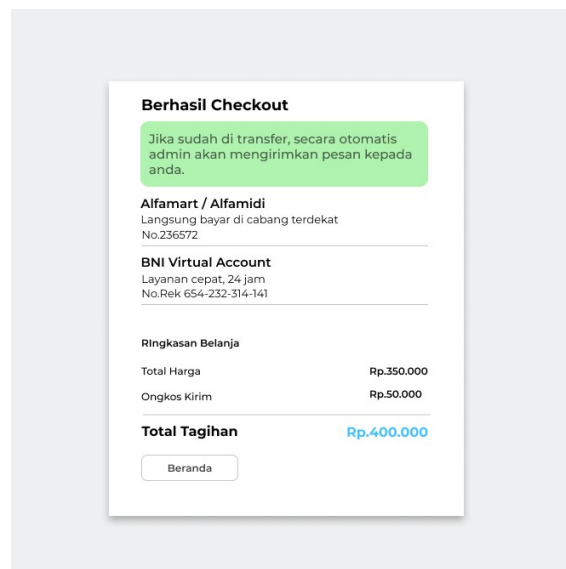 Berhasil Checkout
Jika sudah di transfer, secara otomatis
admin akan mengirimkan pesan kepada
anda.
Alfamart / Alfamidi
Langsung bayar di cabang terdekat
No.236572
BNI Virtual Account
Layanan cepat, 24 jam
No.Rek 654-232-314-141
RIngkasan Belanja
Total Harga Rp.350.000
Ongkos Kirim Rp.50.000
Total Tagihan Rp.400.000
Beranda